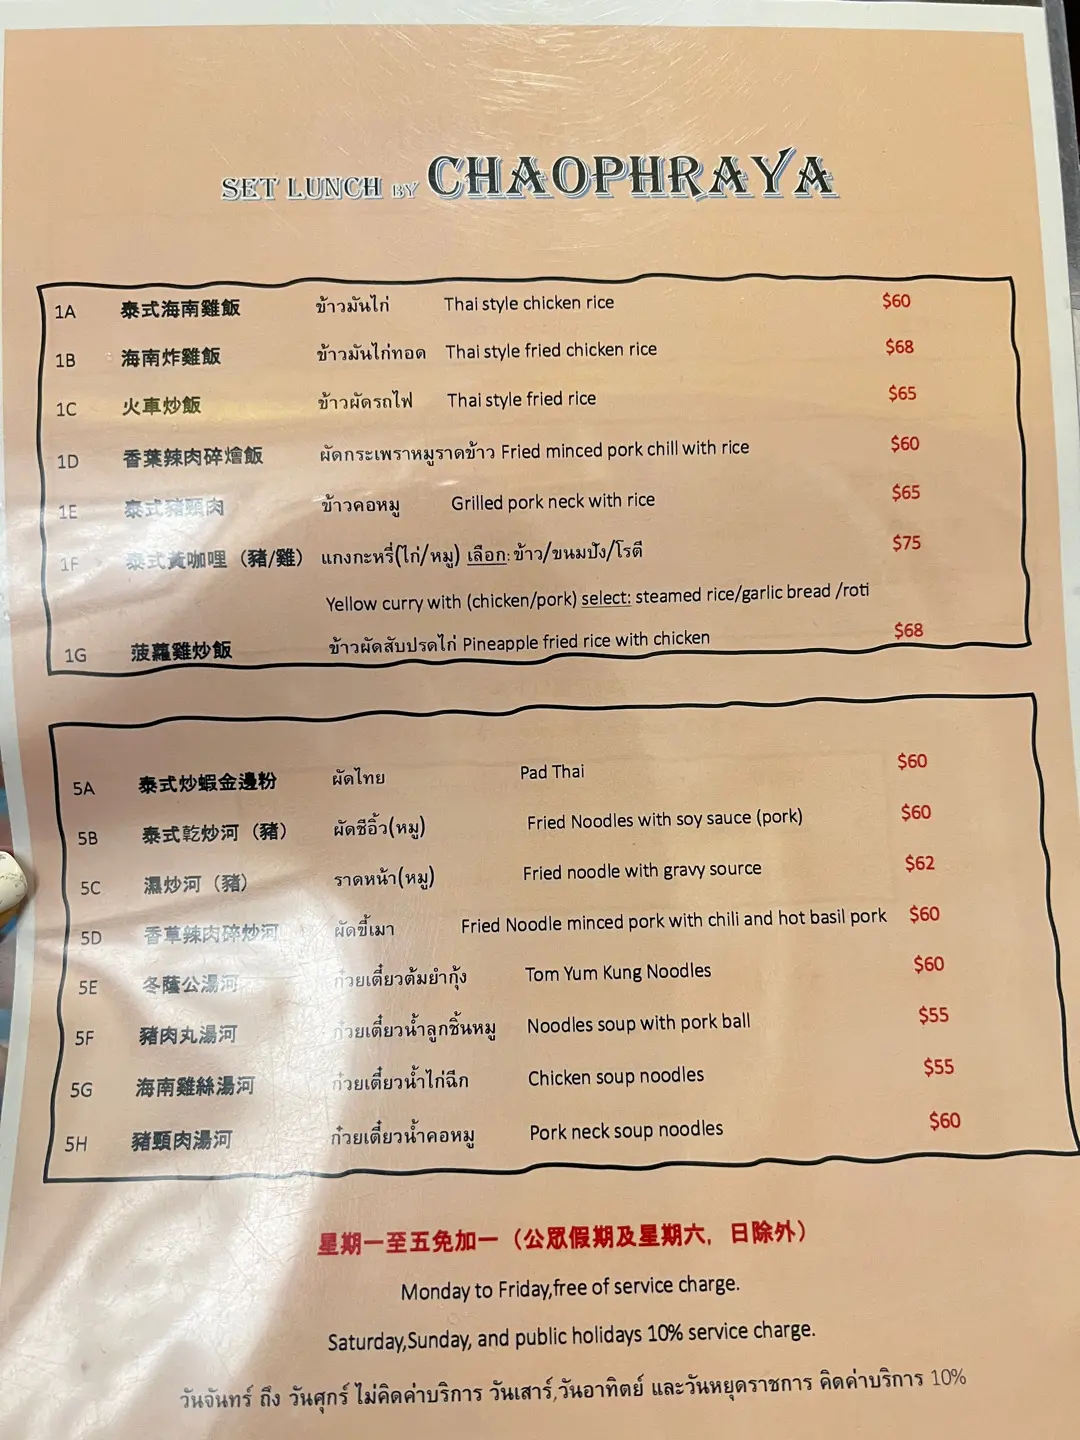 SET LUNCH BY CHAOPHRAYA
1A 泰式海南雞飯 ข้าวมันไก่ Thai style chicken rice $60
1B 海南炸雞飯 ข้าวมันไก่ทอด Thai style fried chicken rice $68
1C 火車炒飯 ข้าวผัดรถไฟ Thai style fried rice $65
1D 香葉辣肉碎燴飯 ผัดกระเพราหมูราดข้าว Fried minced pork chill with rice $60
1E 泰式豬頸肉 ข้าวคอหมู Grilled pork neck with rice $65
1F 泰式黃咖哩（豬/雞） แกงกะหรี่(ไก่/หมู) เลือก: ข้าว/ขนมปัง/โรตี $75
Yellow curry with (chicken/pork) select: steamed rice/garlic bread /roti
1G 菠蘿雞炒飯 ข้าวผัดสับปรดไก่ Pineapple fried rice with chicken $68
5A 泰式炒蝦金邊粉 ผัดไทย Pad Thai $60
5B 泰式乾炒河（豬） ผัดซีอิ้ว(หมู) Fried Noodles with soy sauce (pork) $60
5C 濕炒河（豬） ราดหน้า(หมู) Fried noodle with gravy source $62
5D 香草辣肉碎炒河 ผัดขี้เมา Fried Noodle minced pork with chili and hot basil pork $60
5E 冬蔭公湯河 ก๋วยเตี๋ยวต้มยำกุ้ง Tom Yum Kung Noodles $60
5F 豬肉丸湯河 ก๋วยเตี๋ยวน้ำลูกชิ้นหมู Noodles soup with pork ball $55
5G 海南雞絲湯河 ก๋วยเตี๋ยวน้ำไก่ฉีก Chicken soup noodles $55
5H 豬頸肉湯河 ก๋วยเตี๋ยวน้ำคอหมู Pork neck soup noodles $60
星期一至五免加一（公眾假期及星期六, 日除外）
Monday to Friday,free of service charge.
Saturday,Sunday, and public holidays 10% service charge.
วันจันทร์ ถึง วันศุกร์ ไม่คิดค่าบริการ วันเสาร์,วันอาทิตย์ และวันหยุดราชการ คิดค่าบริการ 10%